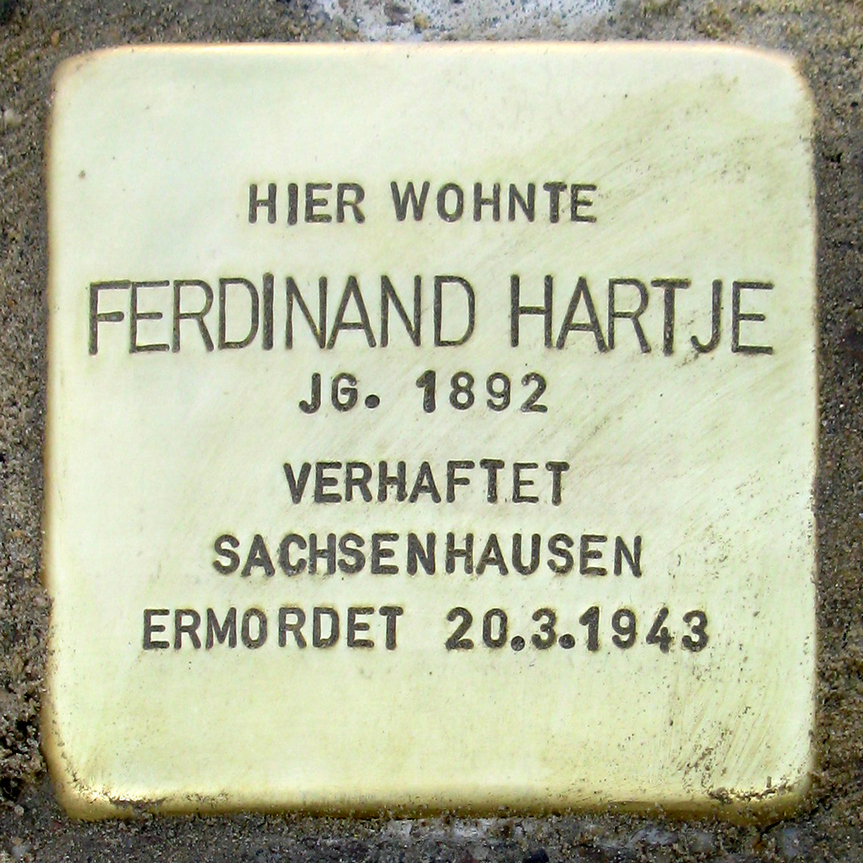 HIER WOHNTE
FERDINAND HARTJE
JG. 1892
VERHAFTET
SACHSENHAUSEN
ERMORDET 20.3.1943